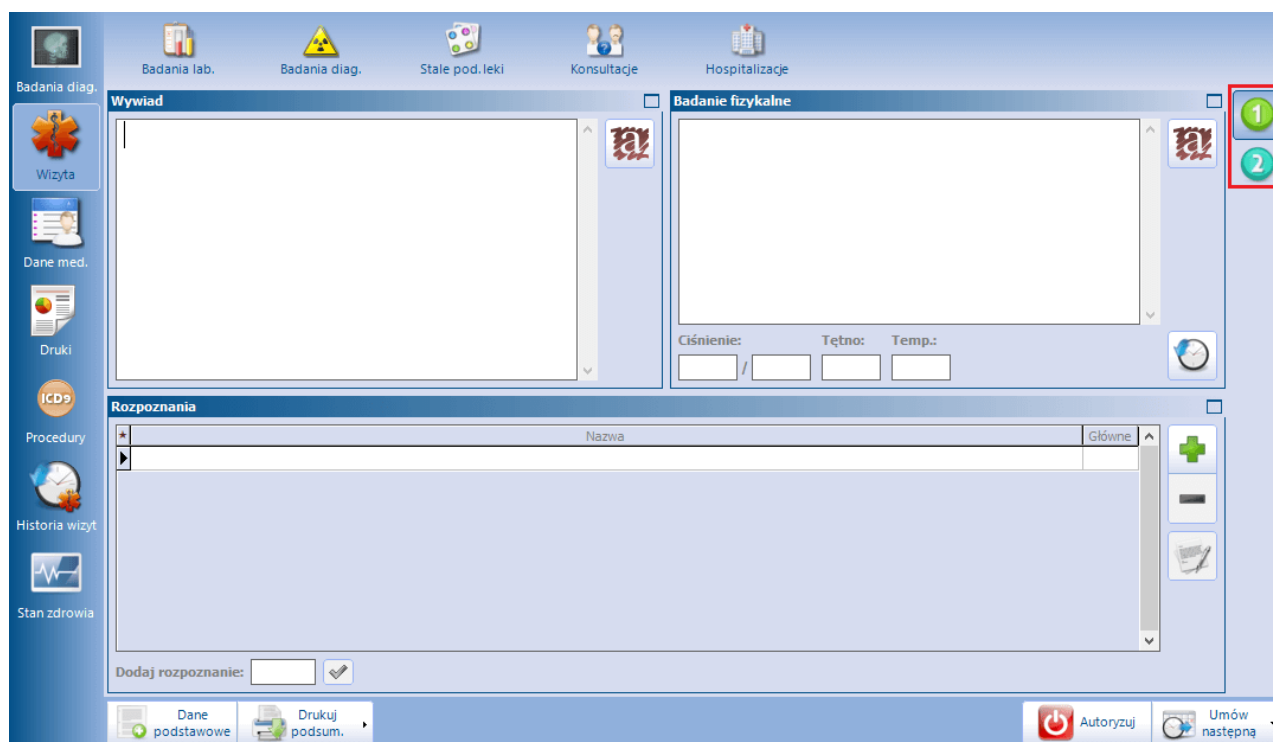 Badania lab.
Badania diag.
Stale pod. leki
Konsultacje
Hospitalizacje
Badania diag.
Wizyta
Dane med.
Druki
ICD9
Procedury
Historia wizyt
Stan zdrowia
Wywiad
a
Badanie fizykalne
a
1
2
Ciśnienie:
Tętno:
Temp.:
/
Rozpoznania
Nazwa
Główne
Dodaj rozpoznanie:
Dane
podstawowe
Drukuj
podsum.
Autoryzuj
Umów
następną